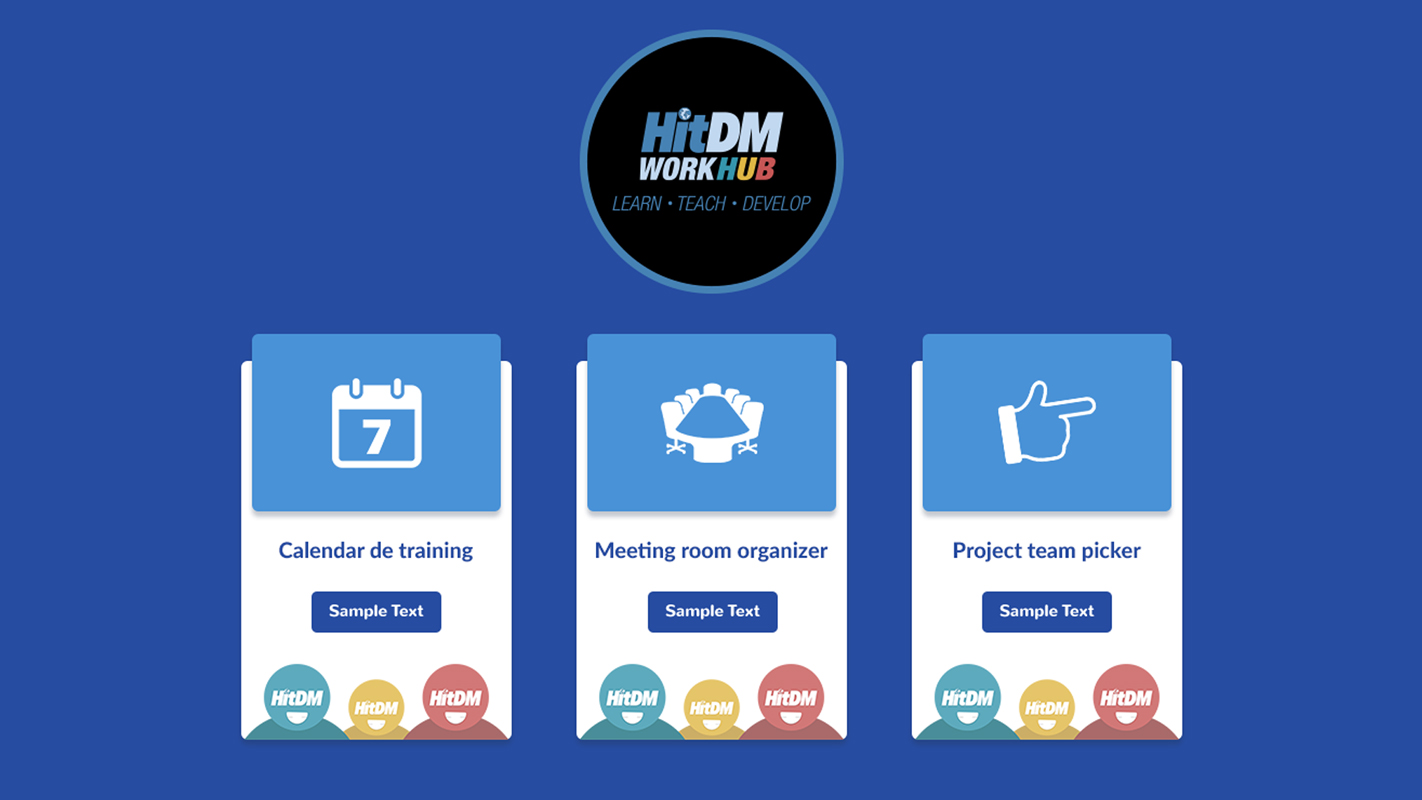 HitDM
WORKHUB
LEARN • TEACH • DEVELOP
7
Calendar de training
Meeting room organizer
Project team picker
Sample Text
Sample Text
Sample Text
HitDM
HitDM
HitDM
HitDM
HitDM
HitDM
HitDM
HitDM
HitDM